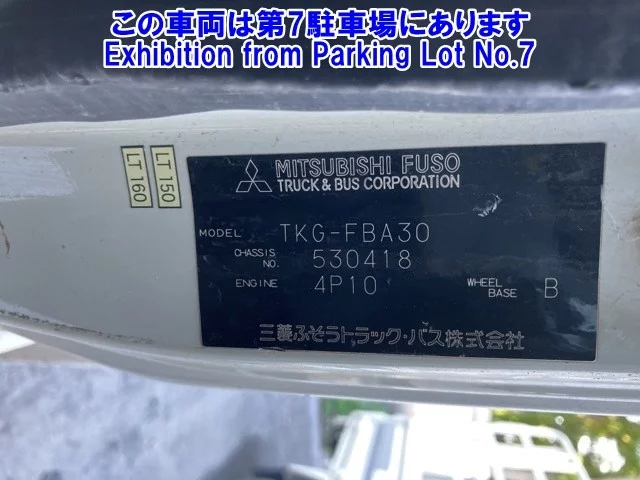 この車両は第7駐車場にあります
Exhibition from Parking Lot No.7
LT 160
LT 150
MITSUBISHI FUSO
TRUCK & BUS CORPORATION
MODEL TKG-FBA30
CHASSIS NO. 530418
ENGINE 4P10 WHEEL BASE B
三菱ふそうトラック・バス株式会社